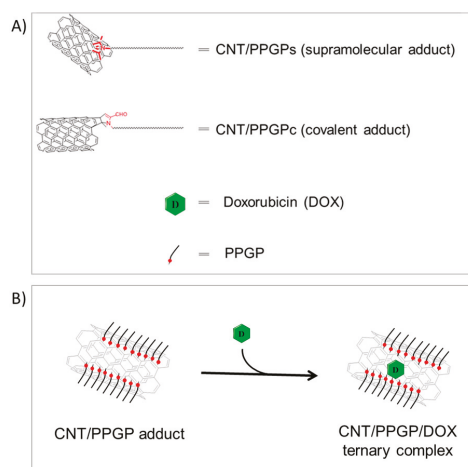 A)
= CNT/PPGPs (supramolecular adduct)
CHO
N
= CNT/PPGPc (covalent adduct)
D = Doxorubicin (DOX)
= PPGP
B)
D
D
CNT/PPGP adduct
CNT/PPGP/DOX
ternary complex